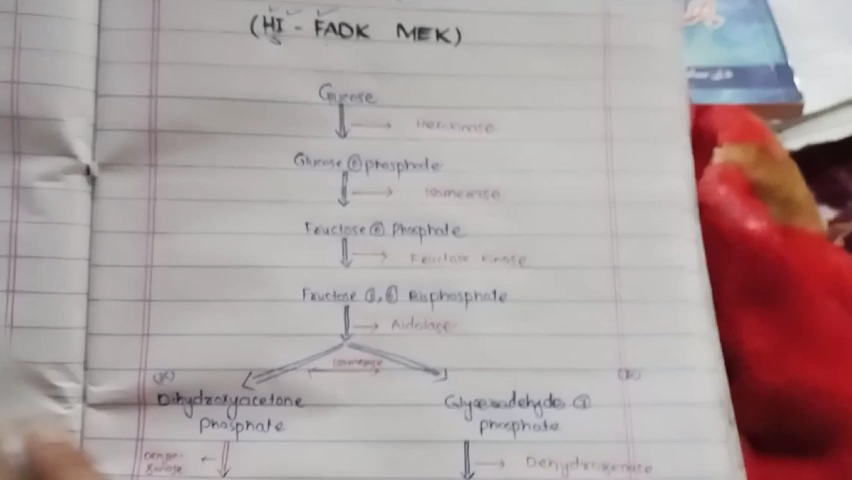 (HI - FADK MEK)
Glucose
Hexokinase
Glucose ⑥ phosphate
Isomerase
Fructose ⑥ Phosphate
Fructose Kinase
Fructose ①,⑥ Bisphosphate
Aldolase
Isomerase
Dihydroxyacetone
Phosphate
Glyceraldehyde ③
phosphate
Dehydrogenase